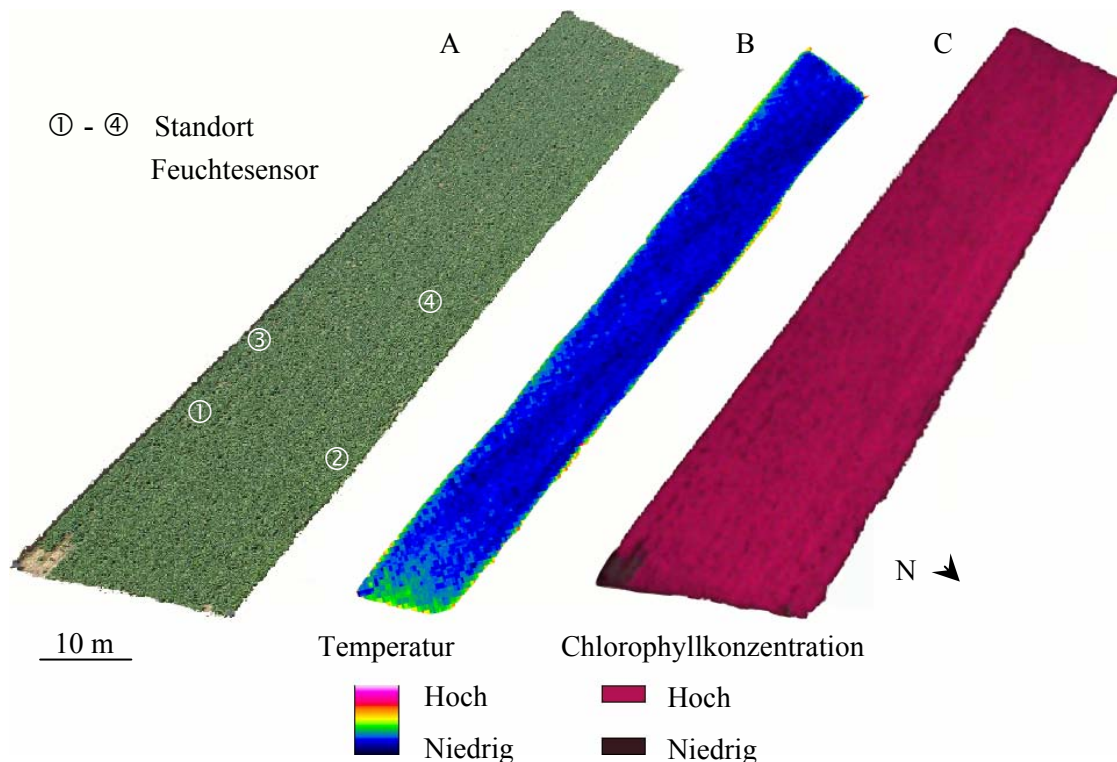 A
B
C
① - ④ Standort
Feuchtesensor
④
③
①
②
N
10 m
Temperatur
Hoch
Niedrig
Chlorophyllkonzentration
Hoch
Niedrig